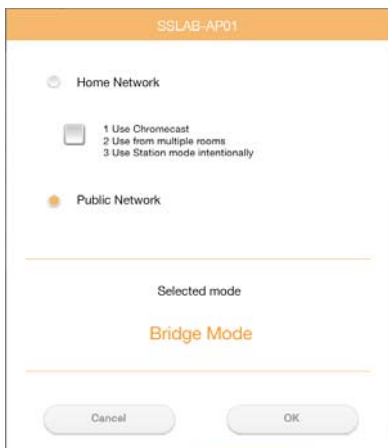 SSLAB-AP01
Home Network
1 Use Chromecast
2 Use from multiple rooms
3 Use Station mode intentionally
Public Network
Selected mode
Bridge Mode
Cancel
OK